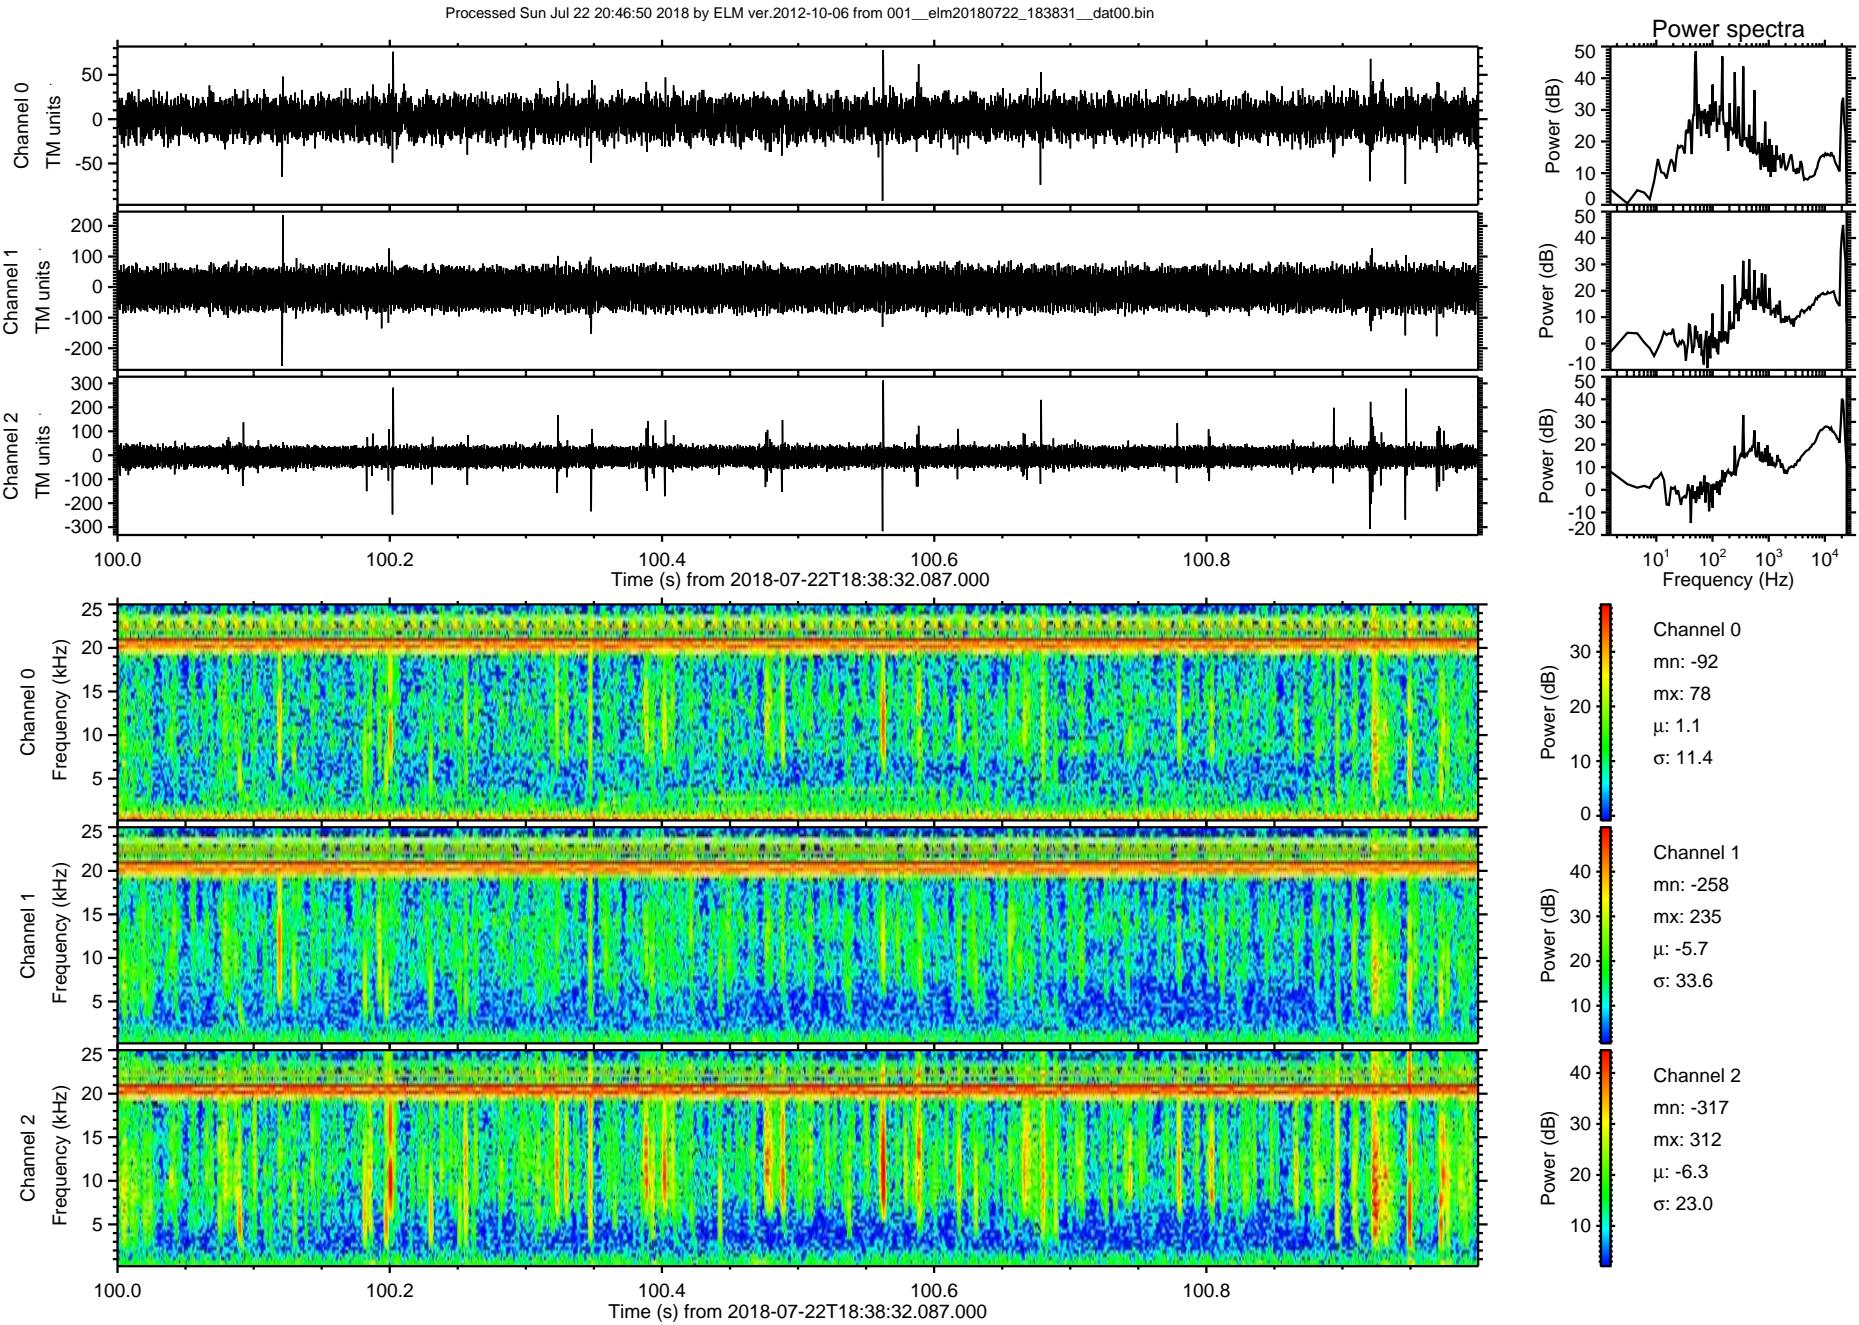 Processed Sun Jul 22 20:46:50 2018 by ELM ver.2012-10-06 from 001__elm20180722_183831__dat00.bin
Power spectra
Channel 0
TM units
50
0
-50
Power (dB)
50
40
30
20
10
0
Channel 1
TM units
200
100
0
-100
-200
Power (dB)
50
40
30
20
10
0
-10
Channel 2
TM units
300
200
100
0
-100
-200
-300
Power (dB)
50
40
30
20
10
0
-10
-20
100.0 100.2 100.4 100.6 100.8
Time (s) from 2018-07-22T18:38:32.087.000
10^1 10^2 10^3 10^4
Frequency (Hz)
Channel 0
Frequency (kHz)
25
20
15
10
5
Power (dB)
30
20
10
0
Channel 0
mn: -92
mx: 78
μ: 1.1
σ: 11.4
Channel 1
Frequency (kHz)
25
20
15
10
5
Power (dB)
40
30
20
10
Channel 1
mn: -258
mx: 235
μ: -5.7
σ: 33.6
Channel 2
Frequency (kHz)
25
20
15
10
5
Power (dB)
40
30
20
10
Channel 2
mn: -317
mx: 312
μ: -6.3
σ: 23.0
100.0 100.2 100.4 100.6 100.8
Time (s) from 2018-07-22T18:38:32.087.000